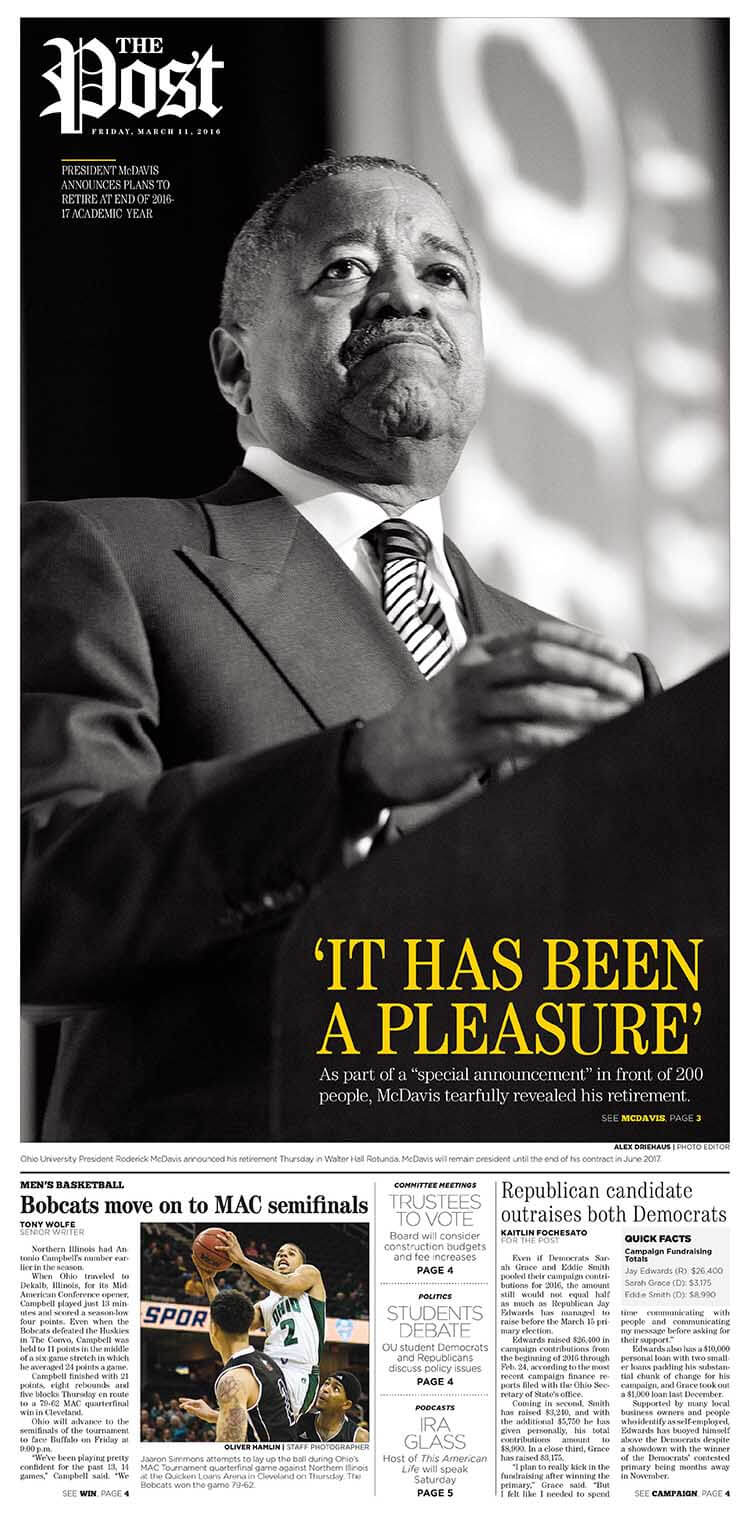 THE
Post
FRIDAY, MARCH 11, 2016
PRESIDENT McDAVIS
ANNOUNCES PLANS TO
RETIRE AT END OF 2016-
17 ACADEMIC YEAR
‘IT HAS BEEN
A PLEASURE’
As part of a “special announcement” in front of 200
people, McDavis tearfully revealed his retirement.
SEE MCDAVIS, PAGE 3
ALEX DRIEHAUS | PHOTO EDITOR
Ohio University President Roderick McDavis announced his retirement Thursday in Walter Hall Rotunda. McDavis will remain president until the end of his contract in June 2017.
MEN'S BASKETBALL
Bobcats move on to MAC semifinals
TONY WOLFE
SENIOR WRITER
Northern Illinois had An-
tonio Campbell's number ear-
lier in the season.
When Ohio traveled to
Dekalb, Illinois, for its Mid-
American Conference opener,
Campbell played just 13 min-
utes and scored a season-low
four points. Even when the
Bobcats defeated the Huskies
in The Convo, Campbell was
held to 11 points in the middle
of a six game stretch in which
he averaged 24 points a game.
Campbell finished with 21
points, eight rebounds and
five blocks Thursday en route
to a 79-62 MAC quarterfinal
win in Cleveland.
Ohio will advance to the
semifinals of the tournament
to face Buffalo on Friday at
9:00 p.m.
“We've been playing pretty
confident for the past 13, 14
games,” Campbell said. “We
SEE WIN, PAGE 4
SPOR
OHIO
2
OLIVER HAMLIN | STAFF PHOTOGRAPHER
Jaaron Simmons attempts to lay up the ball during Ohio's
MAC Tournament quarterfinal game against Northern Illinois
at the Quicken Loans Arena in Cleveland on Thursday. The
Bobcats won the game 79-62.
COMMITTEE MEETINGS
TRUSTEES
TO VOTE
Board will consider
construction budgets
and fee increases
PAGE 4
POLITICS
STUDENTS
DEBATE
OU student Democrats
and Republicans
discuss policy issues
PAGE 4
PODCASTS
IRA
GLASS
Host of This American
Life will speak
Saturday
PAGE 5
Republican candidate
outraises both Democrats
KAITLIN FOCHESATO
FOR THE POST
Even if Democrats Sar-
ah Grace and Eddie Smith
pooled their campaign contri-
butions for 2016, the amount
still would not equal half
as much as Republican Jay
Edwards has managed to
raise before the March 15 pri-
mary election.
Edwards raised $26,400 in
campaign contributions from
the beginning of 2016 through
Feb. 24, according to the most
recent campaign finance re-
ports filed with the Ohio Sec-
retary of State's office.
Coming in second, Smith
has raised $3,240, and with
the additional $5,750 he has
given personally, his total
contributions amount to
$8,990. In a close third, Grace
has raised $3,175.
“I plan to really kick in the
fundraising after winning the
primary,” Grace said. “But
I felt like I needed to spend
QUICK FACTS
Campaign Fundraising
Totals
Jay Edwards (R): $26,400
Sarah Grace (D): $3,175
Eddie Smith (D): $8,990
time communicating with
people and communicating
my message before asking for
their support.”
Edwards also has a $10,000
personal loan with two small-
er loans padding his substan-
tial chunk of change for his
campaign, and Grace took out
a $1,000 loan last December.
Supported by many local
business owners and people
who identify as self-employed,
Edwards has buoyed himself
above the Democrats despite
a showdown with the winner
of the Democrats' contested
primary being months away
in November.
SEE CAMPAIGN, PAGE 4